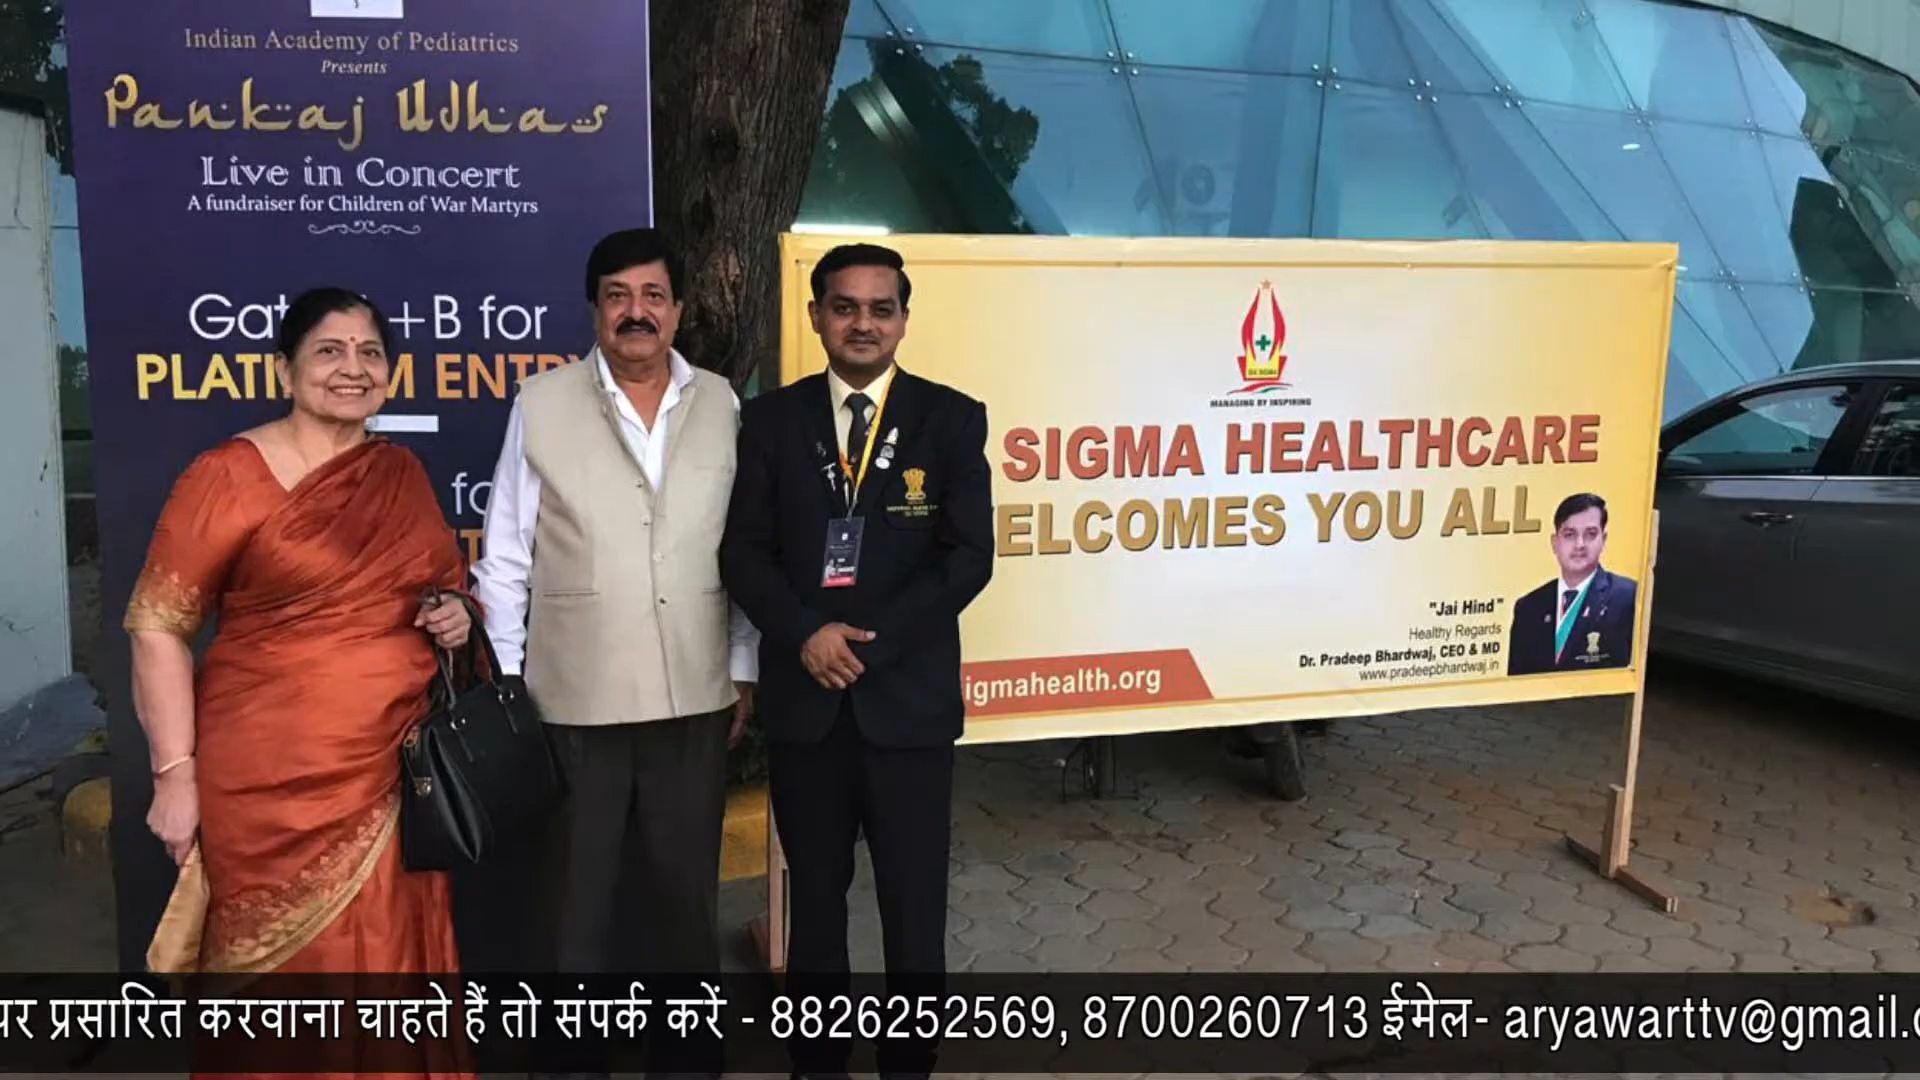 Indian Academy of Pediatrics
Presents
Pankaj Udhas
Live in Concert
A fundraiser for Children of War Martyrs
+B for
MANAGING BY INSPIRING
SIGMA HEALTHCARE
ELCOMES YOU ALL
"Jai Hind"
Healthy Regards
Dr. Pradeep Bhardwaj, CEO & MD
www.pradeepbhardwaj.in
igmahealth.org
पर प्रसारित करवाना चाहते हैं तो संपर्क करें - 8826252569, 8700260713 ईमेल- aryawarttv@gmail.c